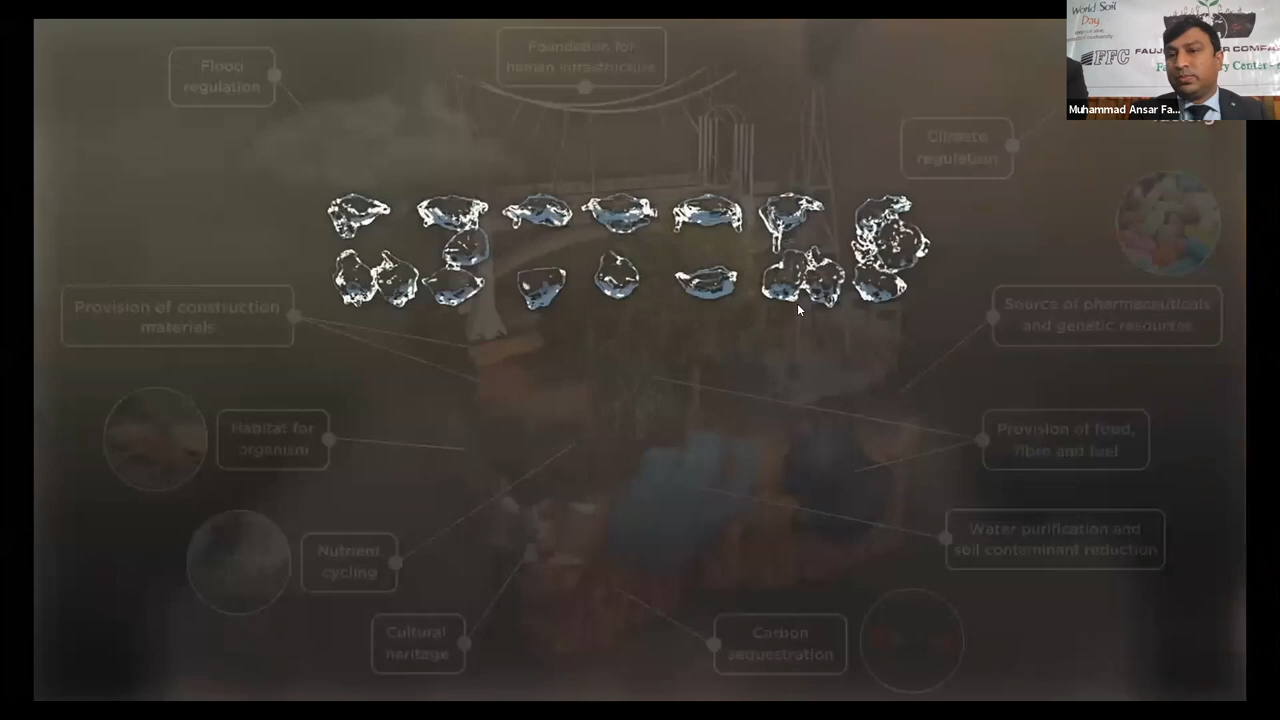 World Soil
Day
FFC
Muhammad Ansar Fa...
Foundation for
human infrastructure
Flood
regulation
Climate
regulation
Provision of construction
materials
Source of pharmaceuticals
and genetic resources
Habitat for
organism
Provision of food,
fibre and fuel
Nutrient
cycling
Water purification and
soil contaminant reduction
Cultural
heritage
Carbon
sequestration